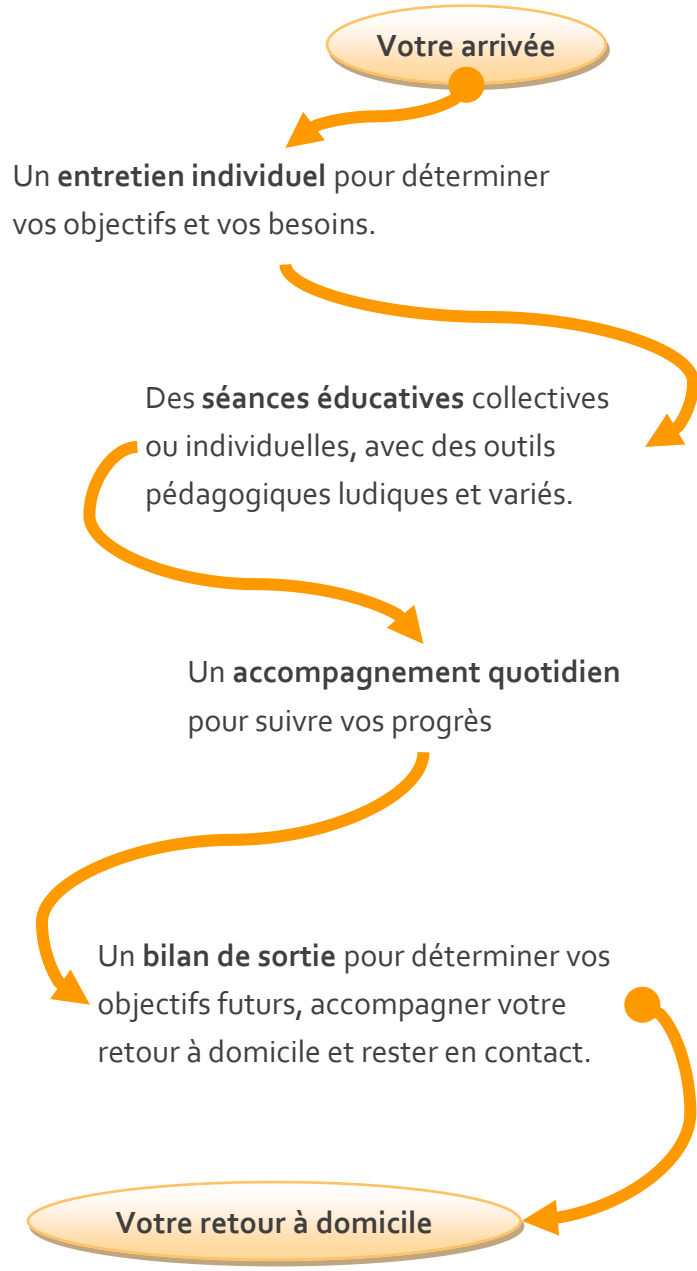 Votre arrivée
Un entretien individuel pour déterminer
vos objectifs et vos besoins.
Des séances éducatives collectives
ou individuelles, avec des outils
pédagogiques ludiques et variés.
Un accompagnement quotidien
pour suivre vos progrès
Un bilan de sortie pour déterminer vos
objectifs futurs, accompagner votre
retour à domicile et rester en contact.
Votre retour à domicile